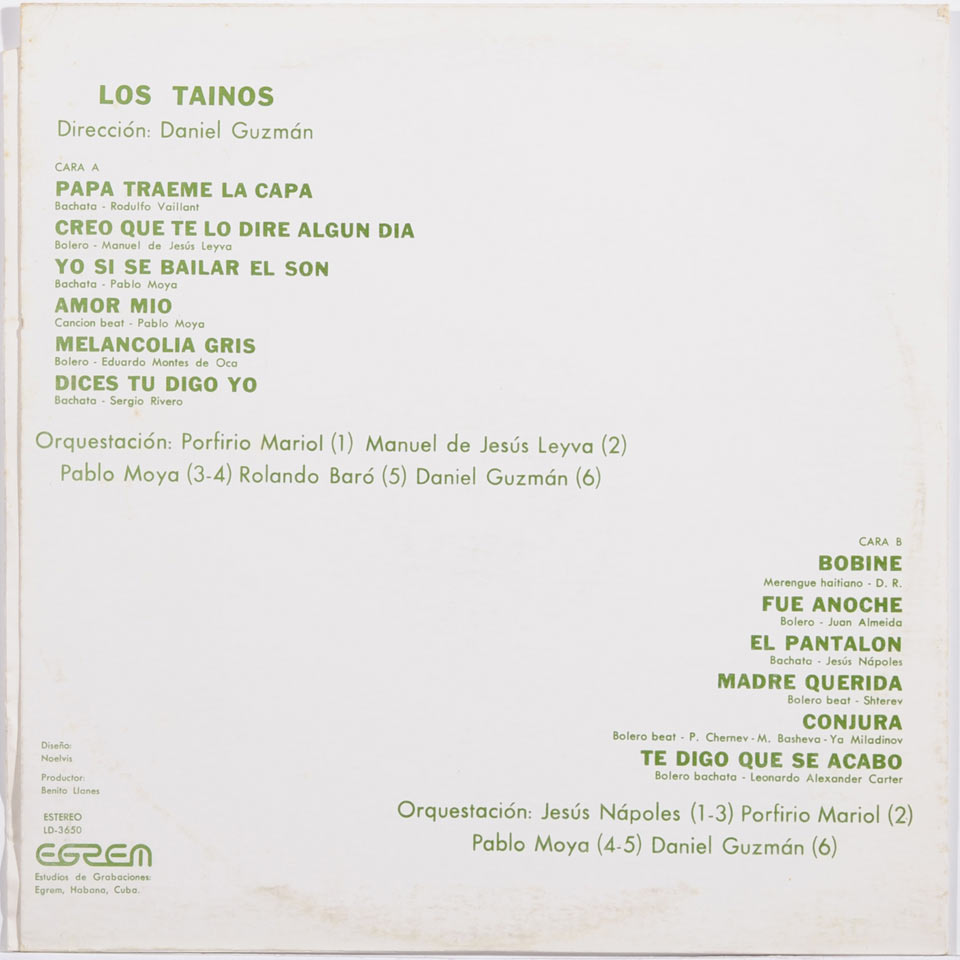 LOS TAINOS
Dirección: Daniel Guzmán
CARA A
PAPA TRAEME LA CAPA
Bachata - Rodulfo Vaillant
CREO QUE TE LO DIRE ALGUN DIA
Bolero - Manuel de Jesús Leyva
YO SI SE BAILAR EL SON
Bachata - Pablo Moya
AMOR MIO
Cancion beat - Pablo Moya
MELANCOLIA GRIS
Bolero - Eduardo Montes de Oca
DICES TU DIGO YO
Bachata - Sergio Rivero
Orquestación: Porfirio Mariol (1) Manuel de Jesús Leyva (2)
Pablo Moya (3-4) Rolando Baró (5) Daniel Guzmán (6)
CARA B
BOBINE
Merengue haitiano - D. R.
FUE ANOCHE
Bolero - Juan Almeida
EL PANTALON
Bachata - Jesús Nápoles
MADRE QUERIDA
Bolero beat - Shterev
CONJURA
Bolero beat - P. Chernev - M. Basheva - Ya Miladinov
TE DIGO QUE SE ACABO
Bolero bachata - Leonardo Alexander Carter
Orquestación: Jesús Nápoles (1-3) Porfirio Mariol (2)
Pablo Moya (4-5) Daniel Guzmán (6)
Diseño:
Noelvis
Productor:
Benito Llanes
ESTEREO
LD-3650
EGREM
Estudios de Grabaciones:
Egrem, Habana, Cuba.